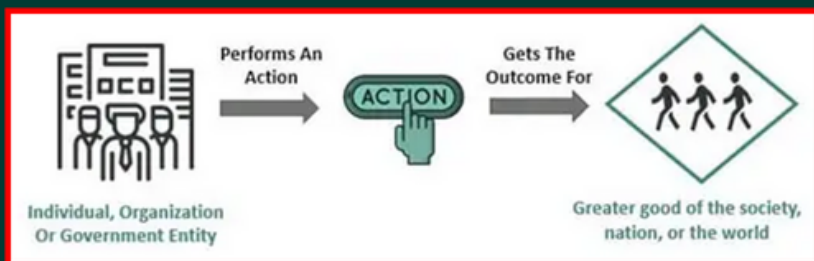 Performs An
Action
Gets The
Outcome For
ACTION
Individual, Organization
Or Government Entity
Greater good of the society,
nation, or the world